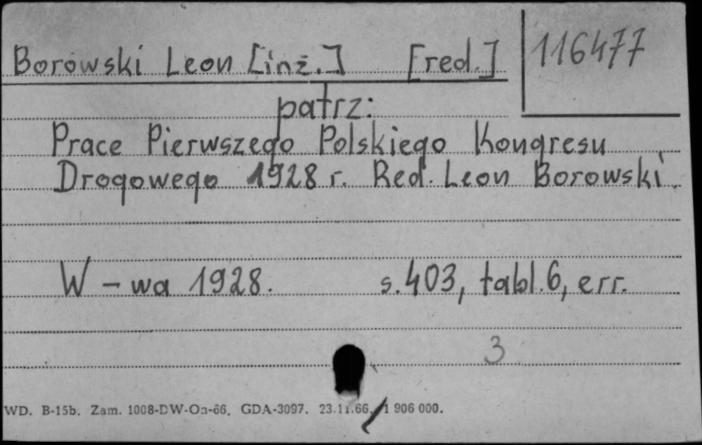 Borowski Leon [inż.] [red.] 116477
patrz:
Prace Pierwszego Polskiego Kongresu
Drogowego 1928 r. Red. Leon Borowski.
W-wa 1928. s.403, tabl.6, err.
3
WD. B-15b. Zam. 1008-DW-Oa-66. GDA-3097. 23.11.66. 1 906 000.